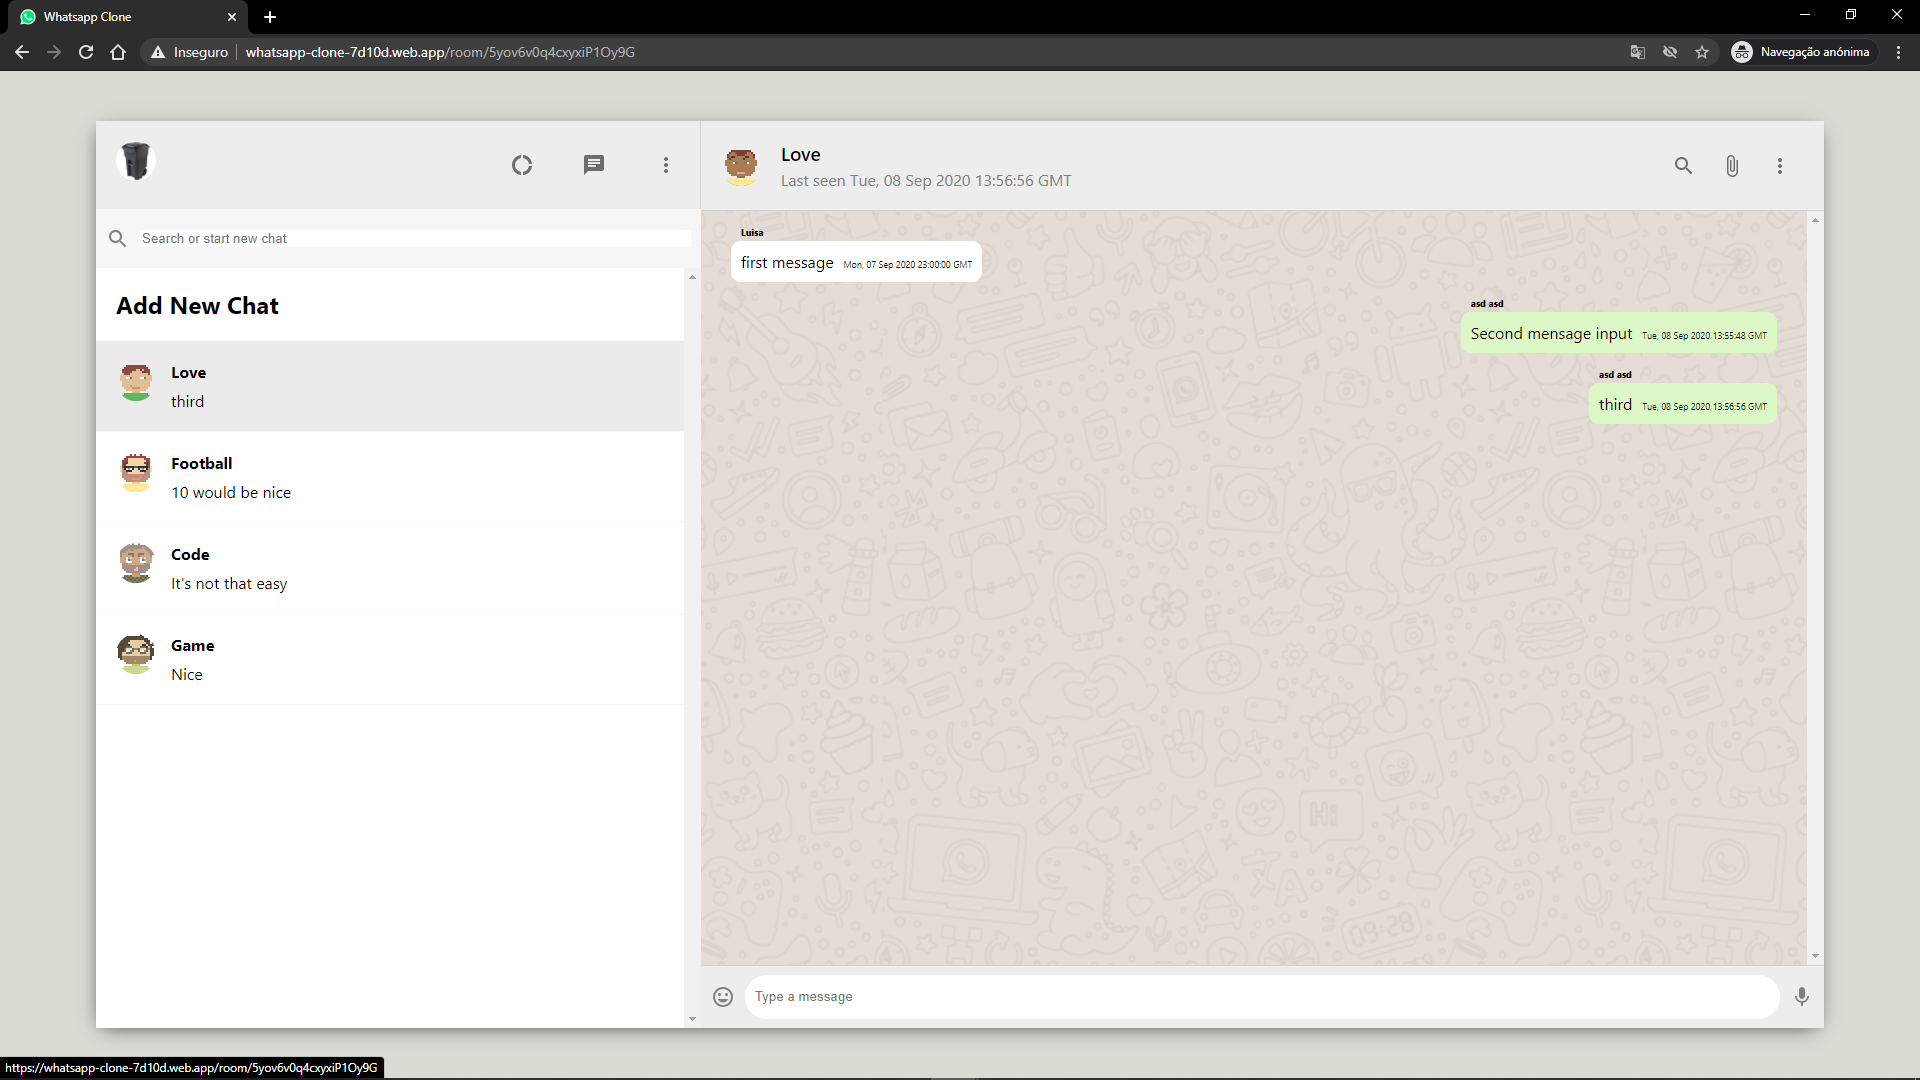 Whatsapp Clone
Inseguro whatsapp-clone-7d10d.web.app/room/5yov6v0q4cxyxiP1Oy9G
Navegação anónima
Love
Last seen Tue, 08 Sep 2020 13:56:56 GMT
Search or start new chat
Add New Chat
Love
third
Football
10 would be nice
Code
It's not that easy
Game
Nice
Luisa
first message Mon, 07 Sep 2020 23:00:00 GMT
asd asd
Second mensage input Tue, 08 Sep 2020 13:55:48 GMT
asd asd
third Tue, 08 Sep 2020 13:56:56 GMT
Hi
09:28
Type a message
https://whatsapp-clone-7d10d.web.app/room/5yov6v0q4cxyxiP1Oy9G